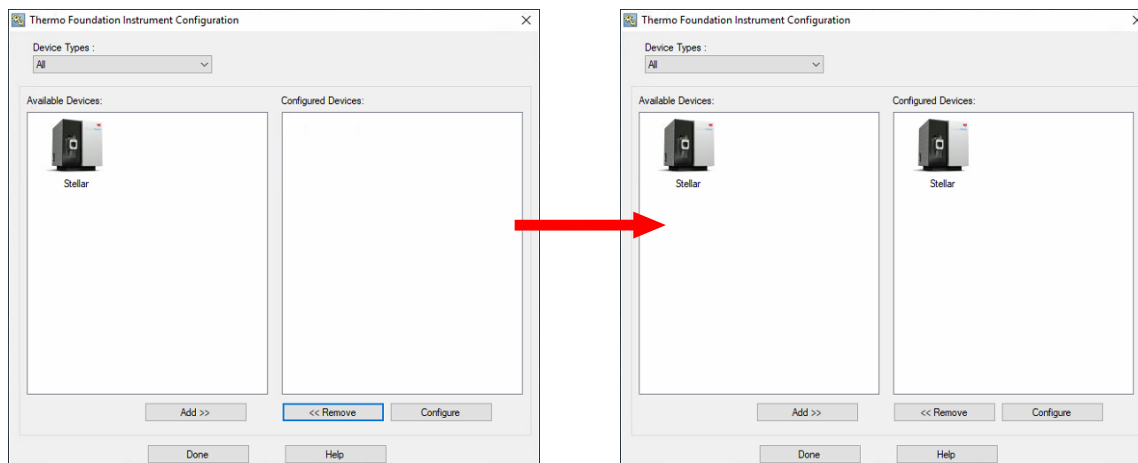 Thermo Foundation Instrument Configuration
Device Types :
All
Available Devices:
Configured Devices:
Stellar
Add >>
<< Remove
Configure
Done
Help
Thermo Foundation Instrument Configuration
Device Types :
All
Available Devices:
Configured Devices:
Stellar
Stellar
Add >>
<< Remove
Configure
Done
Help